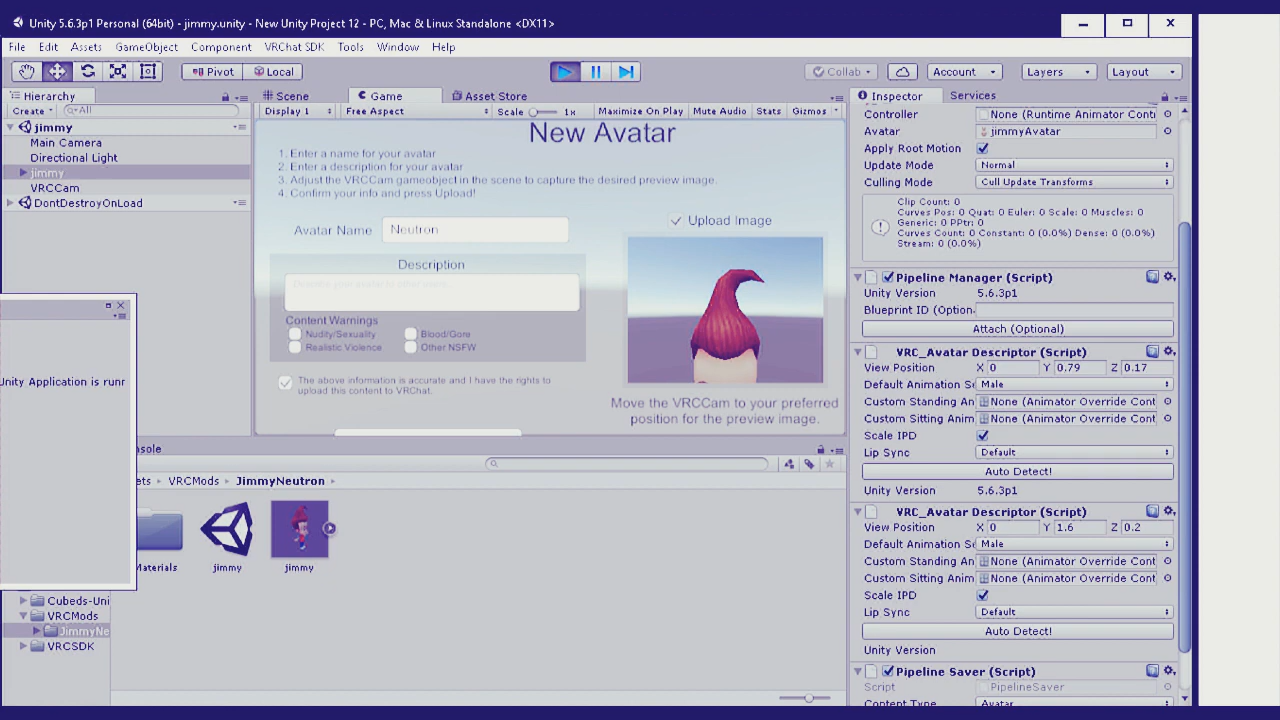 Unity 5.6.3p1 Personal (64bit) - jimmy.unity - New Unity Project 12 - PC, Mac & Linux Standalone <DX11>
File Edit Assets GameObject Component VRChat SDK Tools Window Help
Pivot Local Collab Account Layers Layout
Hierarchy
Create All
jimmy
Main Camera
Directional Light
jimmy
VRCCam
DontDestroyOnLoad
Scene Game Asset Store
Display 1 Free Aspect Scale 1x Maximize On Play Mute Audio Stats Gizmos
New Avatar
1. Enter a name for your avatar
2. Enter a description for your avatar
3. Adjust the VRCCam gameobject in the scene to capture the desired preview image.
4. Confirm your info and press Upload!
Avatar Name Neutron
Description
Describe your avatar to other users.
Content Warnings
Nudity/Sexuality Blood/Gore
Realistic Violence Other NSFW
The above information is accurate and I have the rights to
upload this content to VRChat.
Upload Image
Move the VRCCam to your preferred
position for the preview image.
Unity Application is runr
nsole
ets VRCMods JimmyNeutron
Materials jimmy jimmy
Cubeds-Uni
VRCMods
JimmyNe
VRCSDK
Inspector Services
Controller None (Runtime Animator Conti
Avatar jimmyAvatar
Apply Root Motion
Update Mode Normal
Culling Mode Cull Update Transforms
Clip Count: 0
Curves Pos: 0 Quat: 0 Euler: 0 Scale: 0 Muscles: 0
Generic: 0 PPtr: 0
Curves Count: 0 Constant: 0 (0.0%) Dense: 0 (0.0%)
Stream: 0 (0.0%)
Pipeline Manager (Script)
Unity Version 5.6.3p1
Blueprint ID (Option
Attach (Optional)
VRC_Avatar Descriptor (Script)
View Position X 0 Y 0.79 Z 0.17
Default Animation Se Male
Custom Standing An None (Animator Override Cont
Custom Sitting Anim None (Animator Override Cont
Scale IPD
Lip Sync Default
Auto Detect!
Unity Version 5.6.3p1
VRC_Avatar Descriptor (Script)
View Position X 0 Y 1.6 Z 0.2
Default Animation Se Male
Custom Standing An None (Animator Override Cont
Custom Sitting Anim None (Animator Override Cont
Scale IPD
Lip Sync Default
Auto Detect!
Unity Version
Pipeline Saver (Script)
Script PipelineSaver
Content Type Avatar